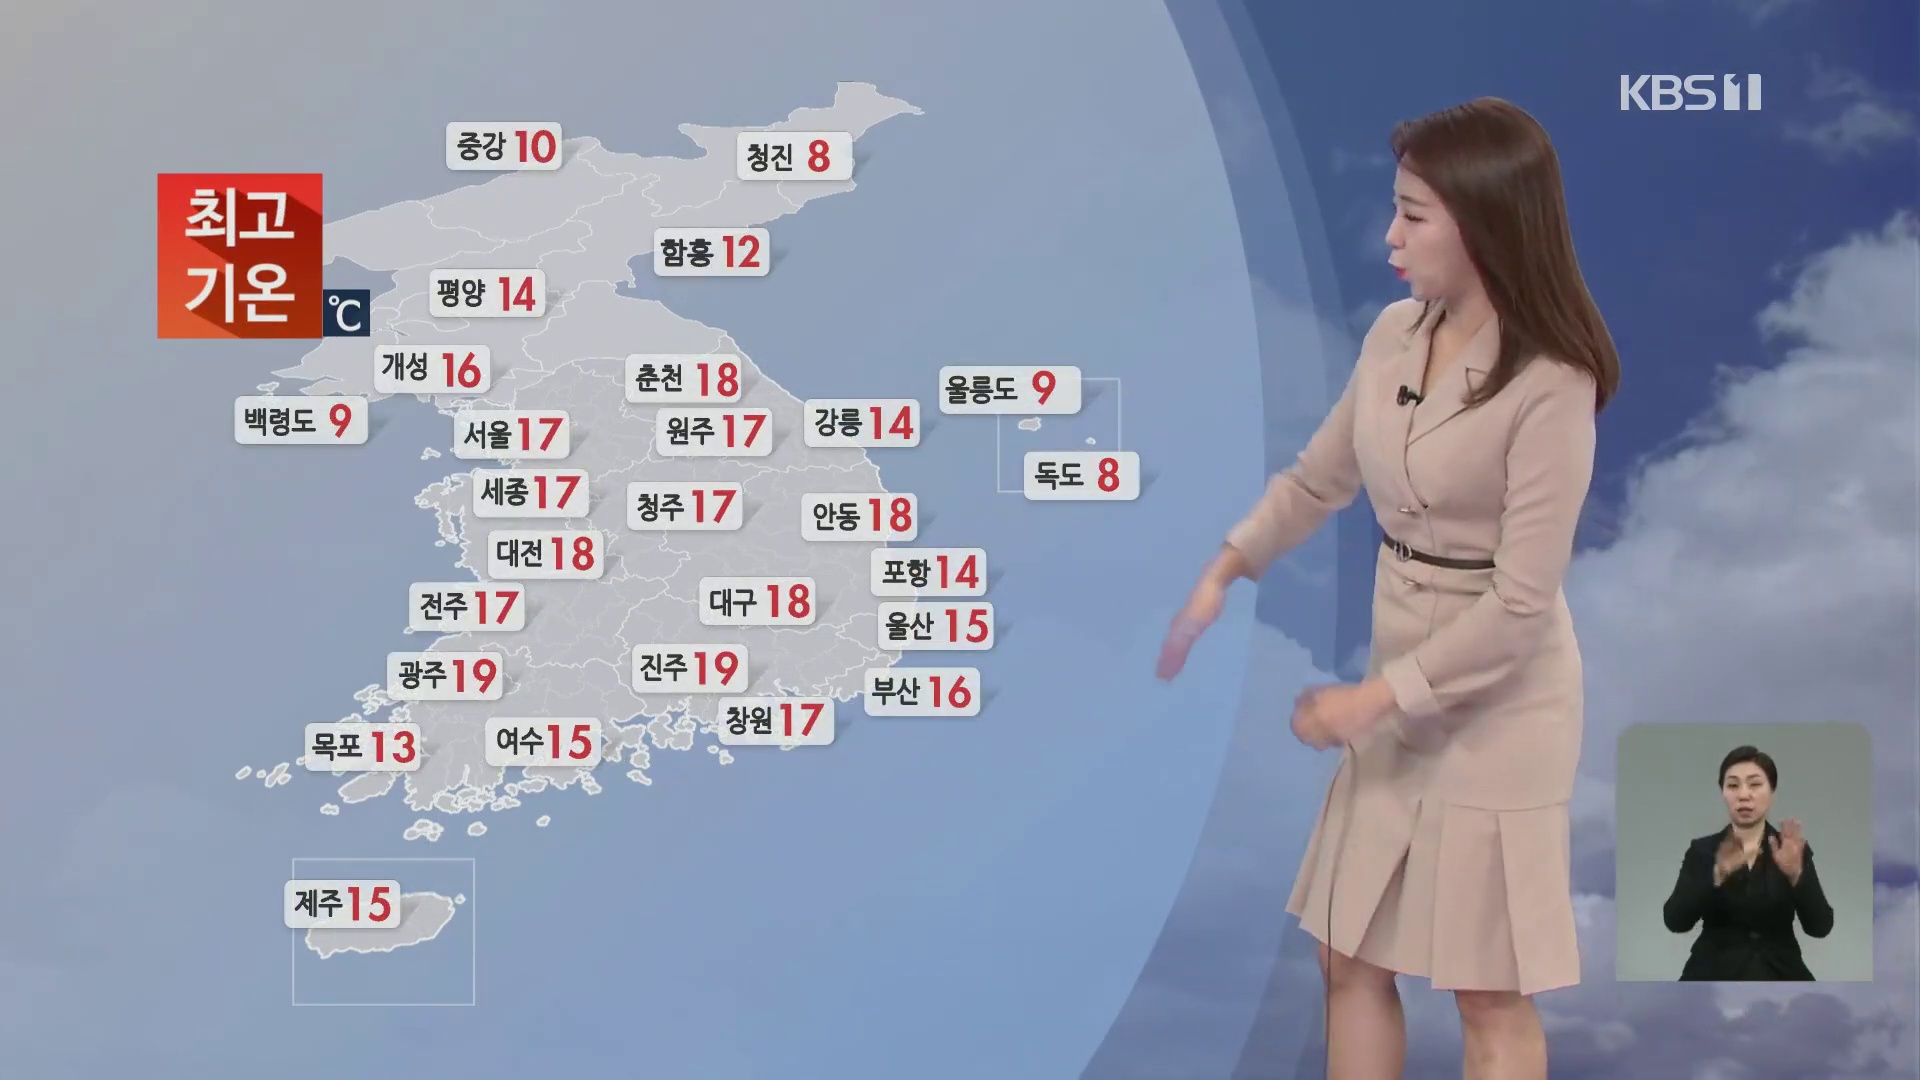 KBS 1
중강 10
청진 8
최고
기온
℃
함흥 12
평양 14
개성 16
춘천 18
울릉도 9
백령도 9
서울 17
원주 17
강릉 14
독도 8
세종 17
청주 17
안동 18
대전 18
포항 14
전주 17
대구 18
울산 15
광주 19
진주 19
부산 16
창원 17
목포 13
여수 15
제주 15